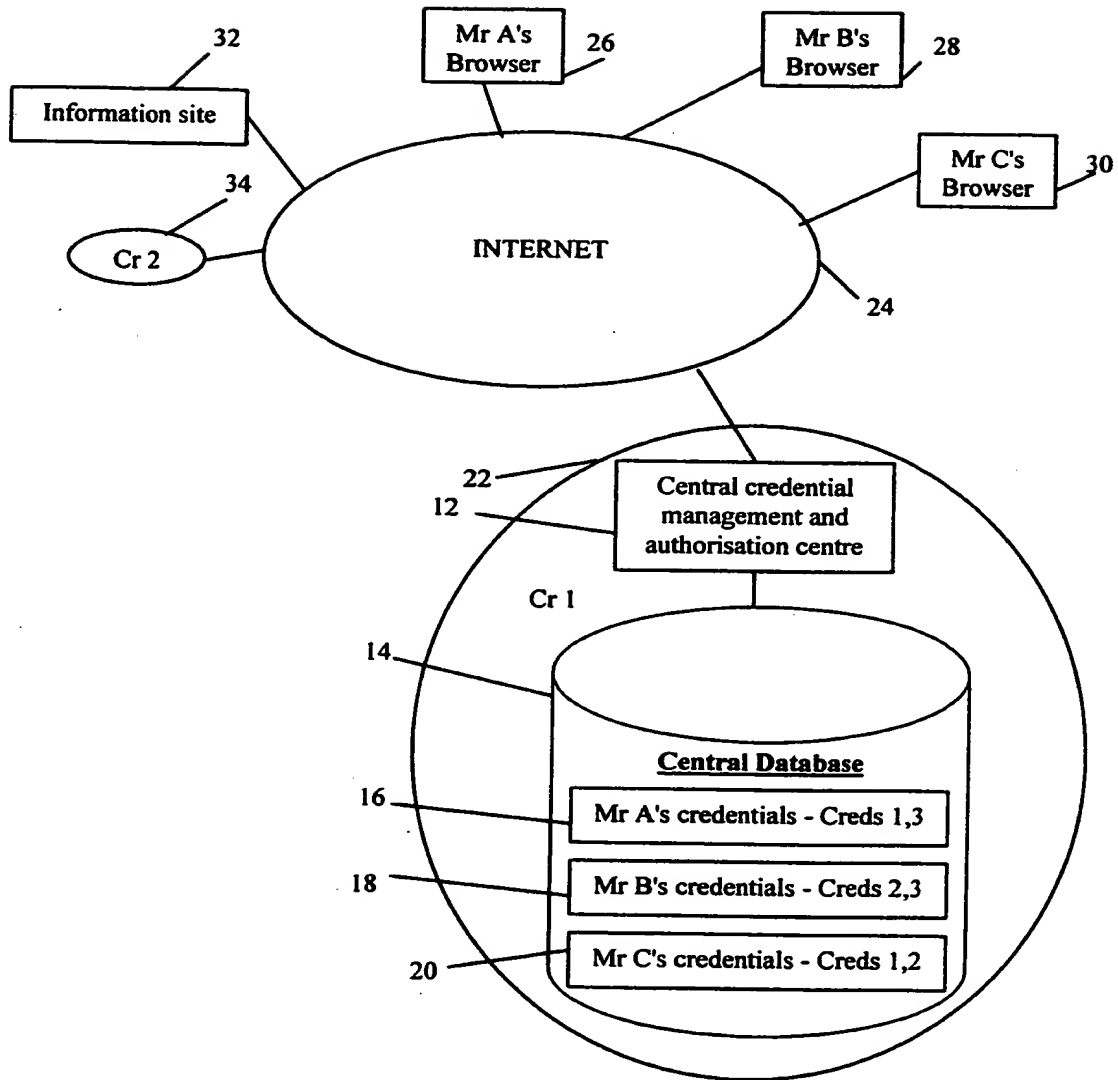 32
Mr A's
Browser
26
Mr B's
Browser
28
Information site
Mr C's
Browser
30
34
Cr 2
INTERNET
24
22
12
Central credential
management and
authorisation centre
Cr 1
14
Central Database
16
Mr A's credentials - Creds 1,3
18
Mr B's credentials - Creds 2,3
20
Mr C's credentials - Creds 1,2